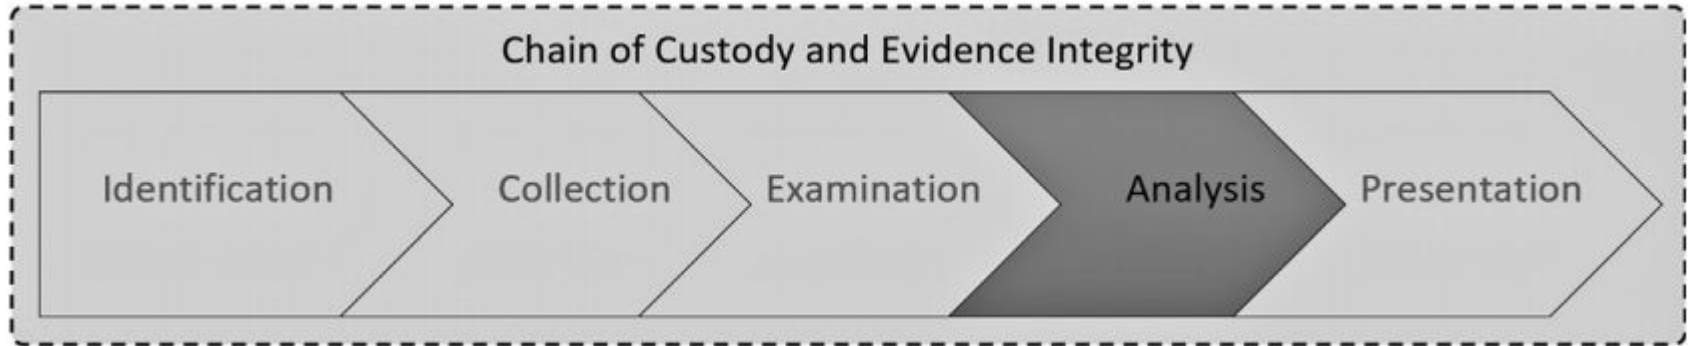 Chain of Custody and Evidence Integrity
Identification
Collection
Examination
Analysis
Presentation